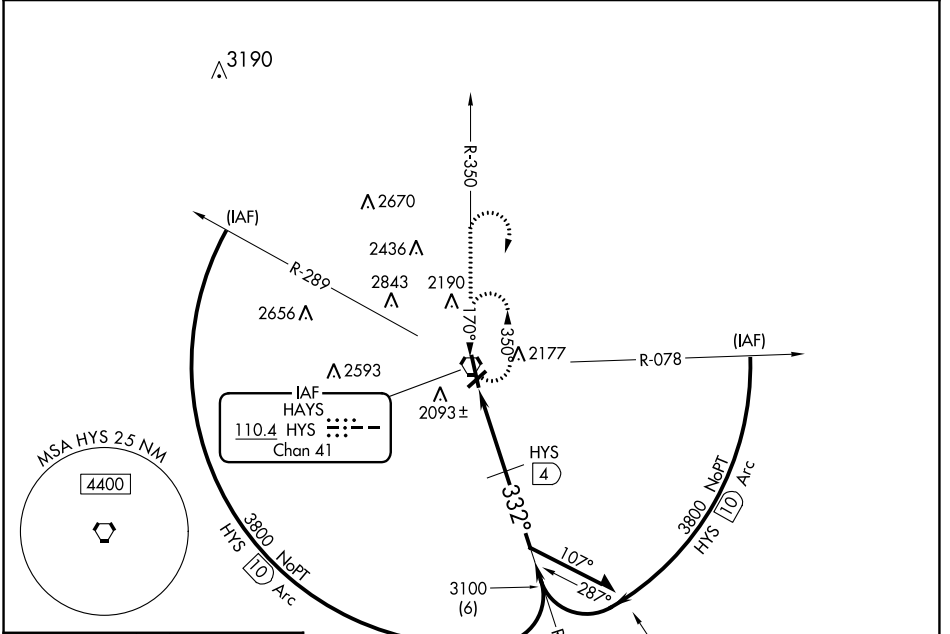 3190
R-350
2670
(IAF)
2436
R-289
2843
2190
2656
170°
350°
2177
R-078
(IAF)
2593
IAF
HAYS
110.4 HYS
Chan 41
2093±
MSA HYS 25 NM
4400
HYS
4
332°
3800 NoPT
HYS 10 Arc
3800 NoPT
HYS 10 Arc
107°
287°
3100
(6)